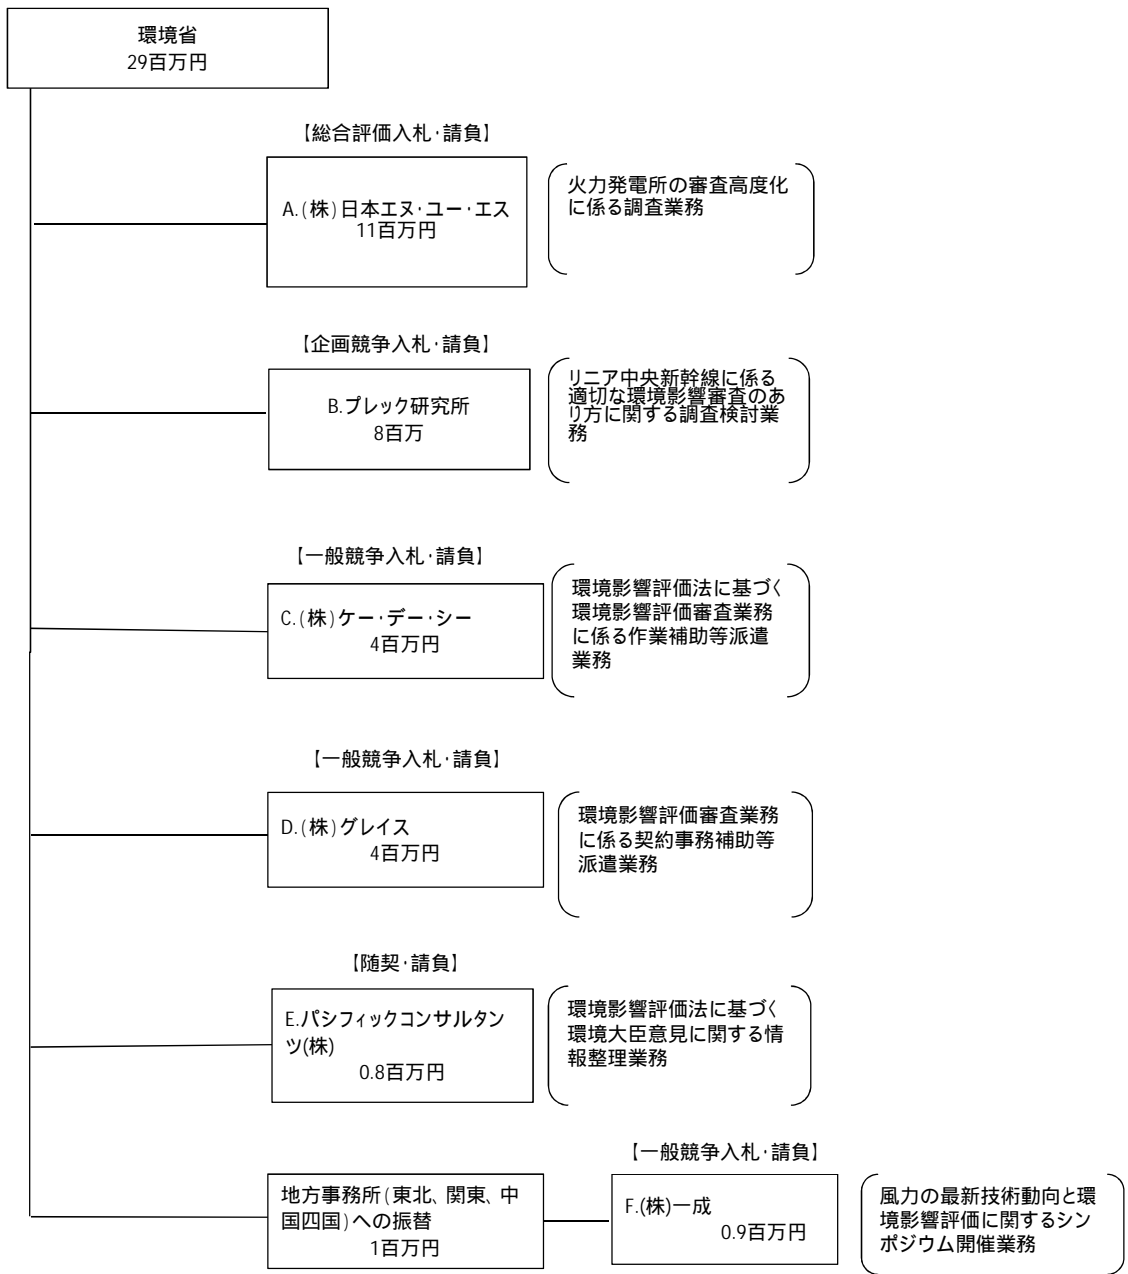 環境省
29百万円
【総合評価入札・請負】
A.(株)日本エヌ・ユー・エス
11百万円
火力発電所の審査高度化
に係る調査業務
【企画競争入札・請負】
B.プレック研究所
8百万
リニア中央新幹線に係る
適切な環境影響審査のあ
り方に関する調査検討業
務
【一般競争入札・請負】
C.(株)ケー・デー・シー
4百万円
環境影響評価法に基づく
環境影響評価審査業務
に係る作業補助等派遣
業務
【一般競争入札・請負】
D.(株)グレイス
4百万円
環境影響評価審査業務
に係る契約事務補助等
派遣業務
【随契・請負】
E.パシフィックコンサルタン
ツ(株)
0.8百万円
環境影響評価法に基づく
環境大臣意見に関する情
報整理業務
地方事務所(東北、関東、中
国四国)への振替
1百万円
【一般競争入札・請負】
F.(株)一成
0.9百万円
風力の最新技術動向と環
境影響評価に関するシン
ポジウム開催業務